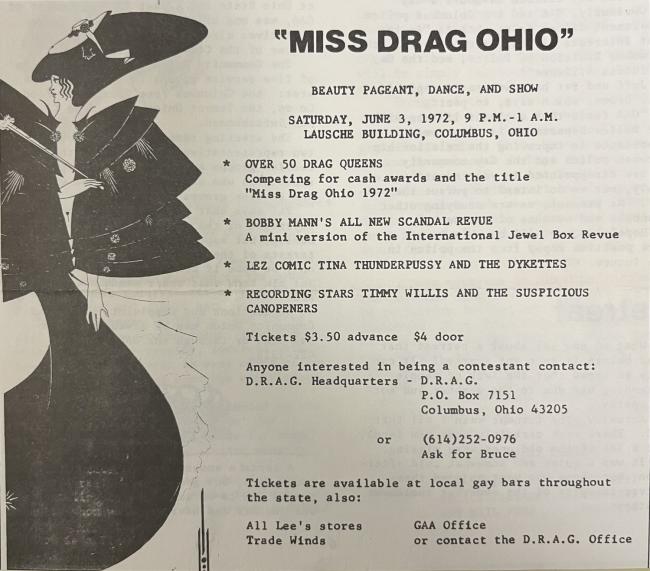 "MISS DRAG OHIO"
BEAUTY PAGEANT, DANCE, AND SHOW
SATURDAY, JUNE 3, 1972, 9 P.M.-1 A.M.
LAUSCHE BUILDING, COLUMBUS, OHIO
* OVER 50 DRAG QUEENS
Competing for cash awards and the title
"Miss Drag Ohio 1972"
* BOBBY MANN'S ALL NEW SCANDAL REVUE
A mini version of the International Jewel Box Revue
* LEZ COMIC TINA THUNDERPUSSY AND THE DYKETTES
* RECORDING STARS TIMMY WILLIS AND THE SUSPICIOUS
CANOPENERS
Tickets $3.50 advance $4 door
Anyone interested in being a contestant contact:
D.R.A.G. Headquarters - D.R.A.G.
P.O. Box 7151
Columbus, Ohio 43205
or (614)252-0976
Ask for Bruce
Tickets are available at local gay bars throughout
the state, also:
All Lee's stores GAA Office
Trade Winds or contact the D.R.A.G. Office